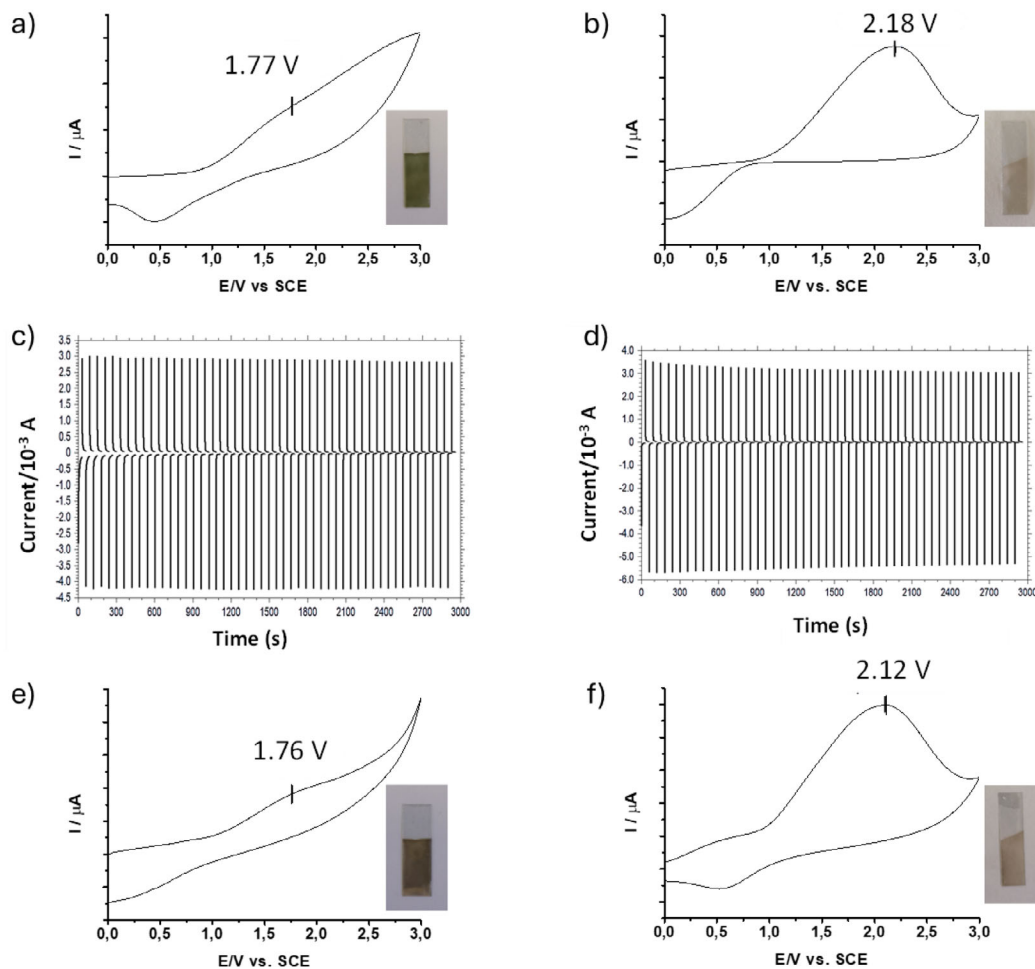 a)
1.77 V
I / μA
0,0 0,5 1,0 1,5 2,0 2,5 3,0
E/V vs SCE
b)
2.18 V
I / μA
0,0 0,5 1,0 1,5 2,0 2,5 3,0
E/V vs. SCE
c)
3.5
3.0
2.5
2.0
1.5
1.0
0.5
0
-0.5
-1.0
-1.5
-2.0
-2.5
-3.0
-3.5
-4.0
-4.5
Current/10⁻³ A
0 300 600 900 1200 1500 1800 2100 2400 2700 3000
Time (s)
d)
4.0
3.0
2.0
1.0
0
-1.0
-2.0
-3.0
-4.0
-5.0
-6.0
Current/10⁻³ A
0 300 600 900 1200 1500 1800 2100 2400 2700 3000
Time (s)
e)
1.76 V
I / μA
0,0 0,5 1,0 1,5 2,0 2,5 3,0
E/V vs. SCE
f)
2.12 V
I / μA
0,0 0,5 1,0 1,5 2,0 2,5 3,0
E/V vs. SCE